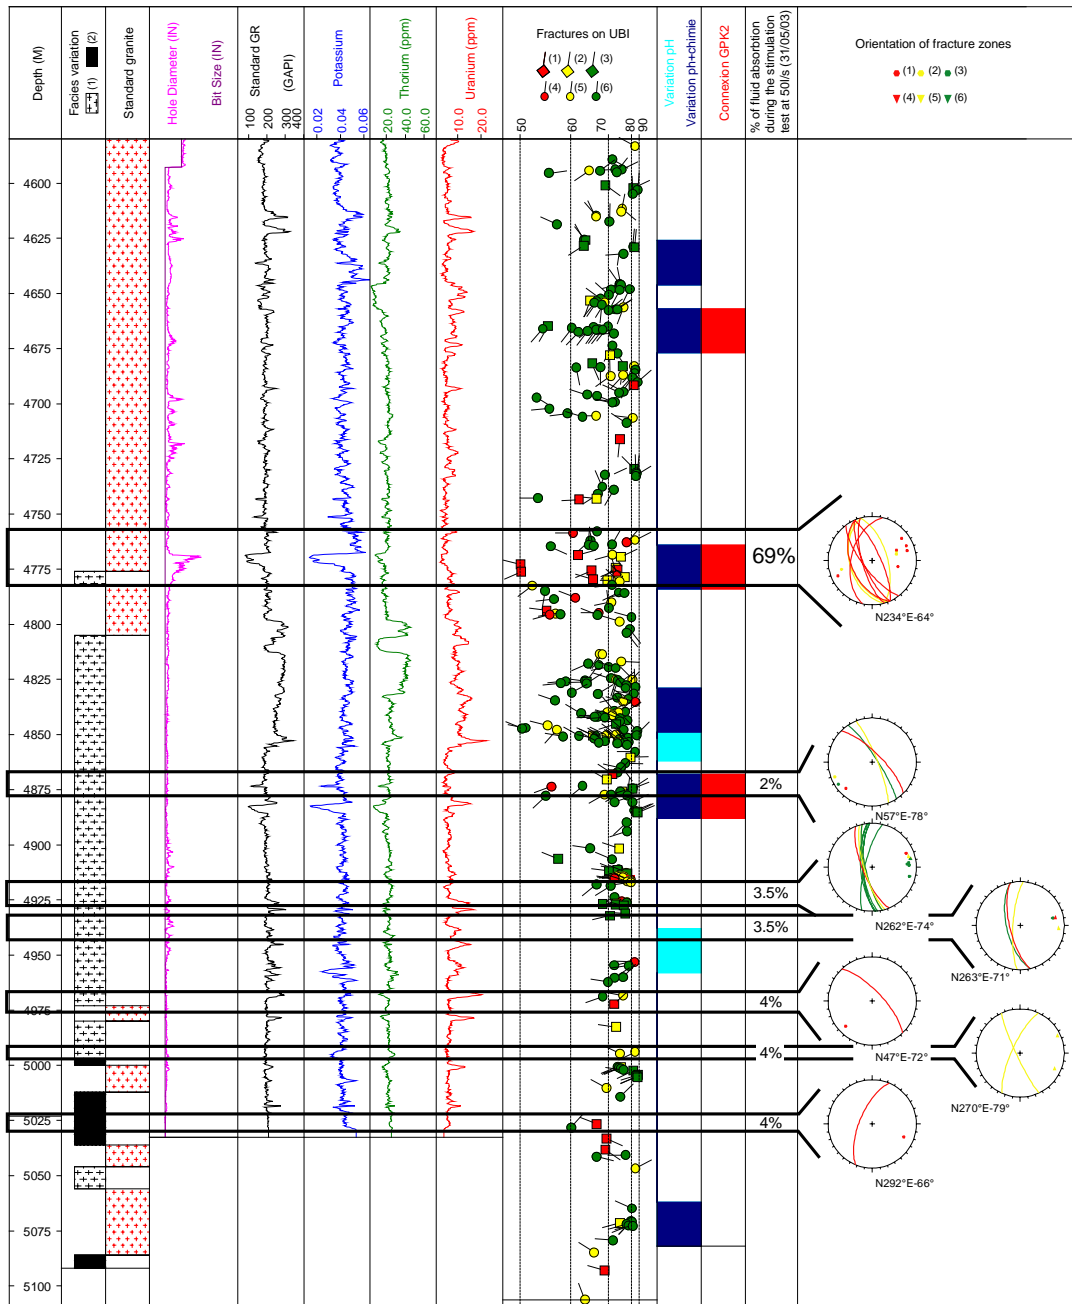 Depth (M)
Facies variation
(1)
(2)
Standard granite
Hole Diameter (IN)
Bit Size (IN)
Standard GR
(GAPI)
100
200
300
400
Potassium
0.02
0.04
0.06
Thorium (ppm)
20.0
40.0
60.0
Uranium (ppm)
10.0
20.0
Fractures on UBI
(1) (2) (3)
(4) (5) (6)
50
60
70
80
90
Variation pH
Variation ph+chimie
Connexion GPK2
% of fluid absorption
during the stimulation
test at 50l/s (31/05/03)
Orientation of fracture zones
(1) (2) (3)
(4) (5) (6)
4600
4625
4650
4675
4700
4725
4750
4775
4800
4825
4850
4875
4900
4925
4950
4975
5000
5025
5050
5075
5100
69%
2%
3.5%
3.5%
4%
4%
4%
N234°E-64°
N57°E-78°
N262°E-74°
N263°E-71°
N47°E-72°
N270°E-79°
N292°E-66°